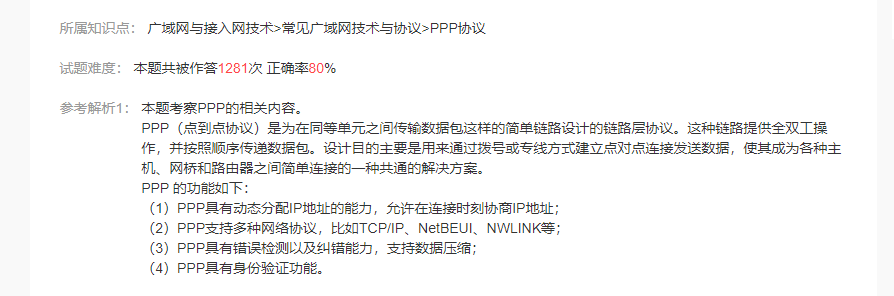 所属知识点： 广域网与接入网技术>常见广域网技术与协议>PPP协议
试题难度： 本题共被作答1281次 正确率80%
参考解析1： 本题考察PPP的相关内容。
PPP（点到点协议）是为在同等单元之间传输数据包这样的简单链路设计的链路层协议。这种链路提供全双工操
作，并按照顺序传递数据包。设计目的主要是用来通过拨号或专线方式建立点对点连接发送数据，使其成为各种主
机、网桥和路由器之间简单连接的一种共通的解决方案。
PPP 的功能如下：
（1）PPP具有动态分配IP地址的能力，允许在连接时刻协商IP地址；
（2）PPP支持多种网络协议，比如TCP/IP、NetBEUI、NWLINK等；
（3）PPP具有错误检测以及纠错能力，支持数据压缩；
（4）PPP具有身份验证功能。